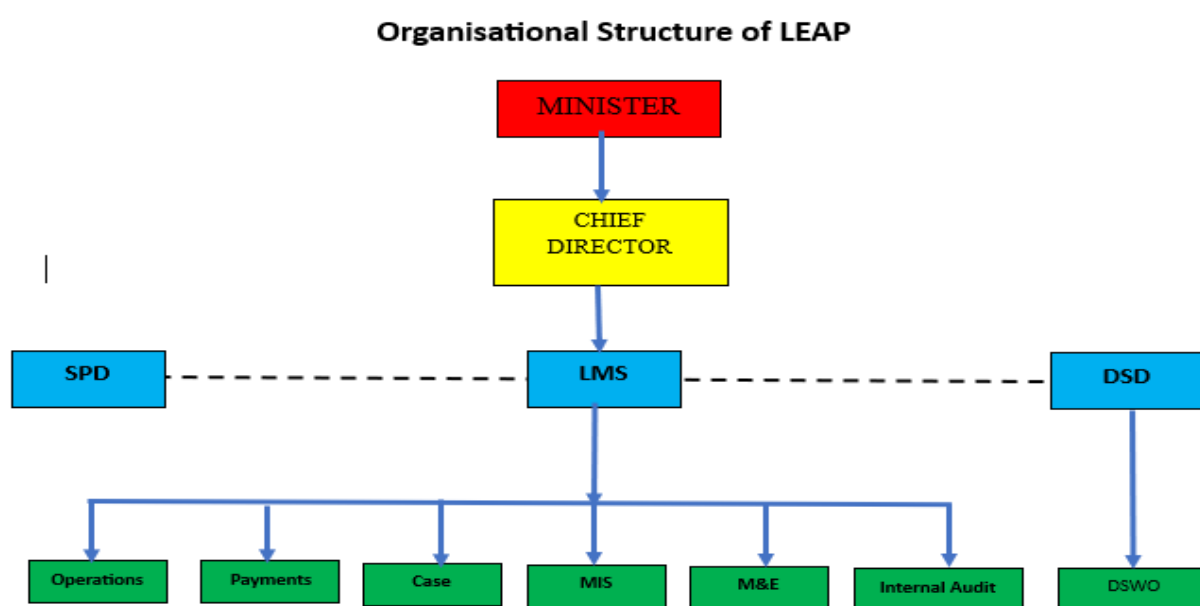 Organisational Structure of LEAP
MINISTER
CHIEF
DIRECTOR
SPD
LMS
DSD
Operations
Payments
Case
MIS
M&E
Internal Audit
DSWO